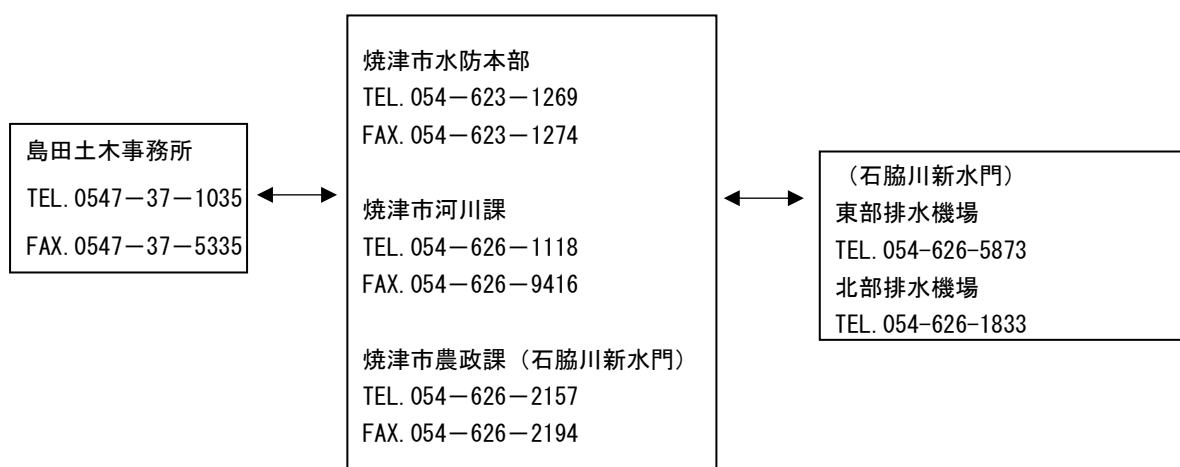 島田土木事務所
TEL.0547－37－1035
FAX.0547－37－5335
焼津市水防本部
TEL.054－623－1269
FAX.054－623－1274
焼津市河川課
TEL.054－626－1118
FAX.054－626－9416
焼津市農政課（石脇川新水門）
TEL.054－626－2157
FAX.054－626－2194
（石脇川新水門）
東部排水機場
TEL.054-626-5873
北部排水機場
TEL.054-626-1833